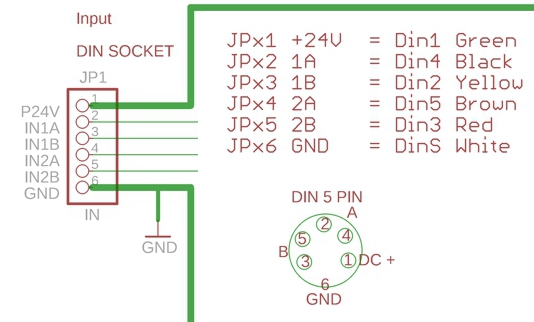 Input
DIN SOCKET
JP1
P24V 1
IN1A 2
IN1B 3
IN2A 4
IN2B 5
GND 6
IN
GND
JPx1 +24V = Din1 Green
JPx2 1A = Din4 Black
JPx3 1B = Din2 Yellow
JPx4 2A = Din5 Brown
JPx5 2B = Din3 Red
JPx6 GND = DinS White
DIN 5 PIN
A
2
5 4
B
3 1 DC +
6
GND